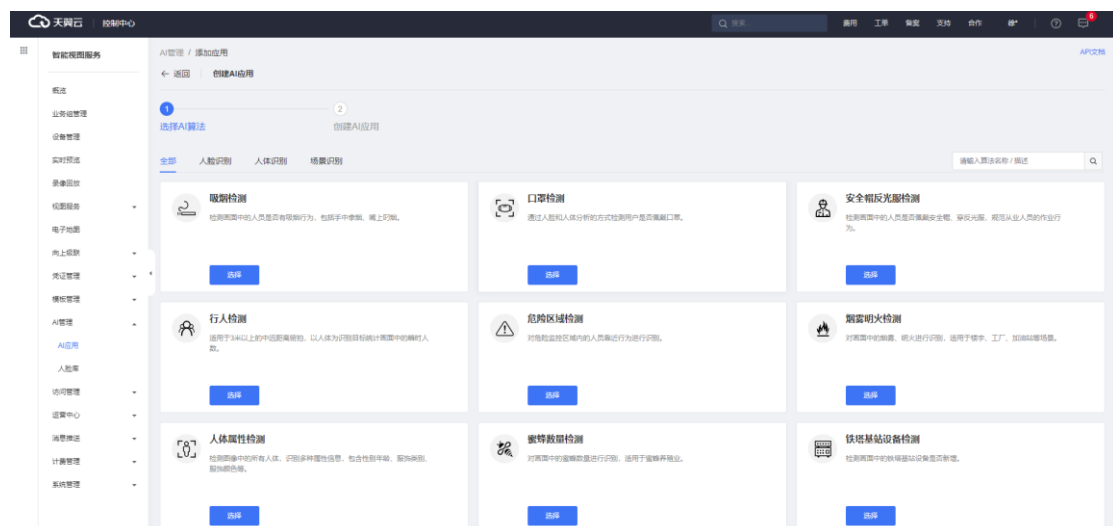 天翼云 控制中心 搜索 费用 工单 备案 支持 合作
6
智能视图服务
AI管理 / 添加应用
API文档
← 返回 创建AI应用
概览
业务组管理
设备管理
实时预览
录像回放
视图服务
电子地图
向上级联
凭证管理
模板管理
AI管理
AI应用
人脸库
访问管理
运营中心
消息推送
计费管理
系统管理
1 2
选择AI算法 创建AI应用
全部 人脸识别 人体识别 场景识别
请输入算法名称 / 描述
吸烟检测
检测画面中的人员是否有吸烟行为，包括手中拿烟、嘴上叼烟。
选择
口罩检测
通过人脸和人体分析的方式检测用户是否佩戴口罩。
选择
安全帽反光服检测
检测画面中的人员是否佩戴安全帽、穿反光服，规范从业人员的作业行
为。
选择
行人检测
适用于3米以上的中远距离俯拍，以人体为识别目标统计画面中的瞬时人
数。
选择
危险区域检测
对危险监控区域内的人员靠近行为进行识别。
选择
烟雾明火检测
对画面中的烟雾、明火进行识别，适用于楼宇、工厂、加油站等场景。
选择
人体属性检测
检测图像中的所有人体，识别多种属性信息，包含性别年龄、服饰类别、
服饰颜色等。
选择
蜜蜂数量检测
对画面中的蜜蜂数量进行识别，适用于蜜蜂养殖业。
选择
铁塔基站设备检测
检测画面中的铁塔基站设备是否新增。
选择